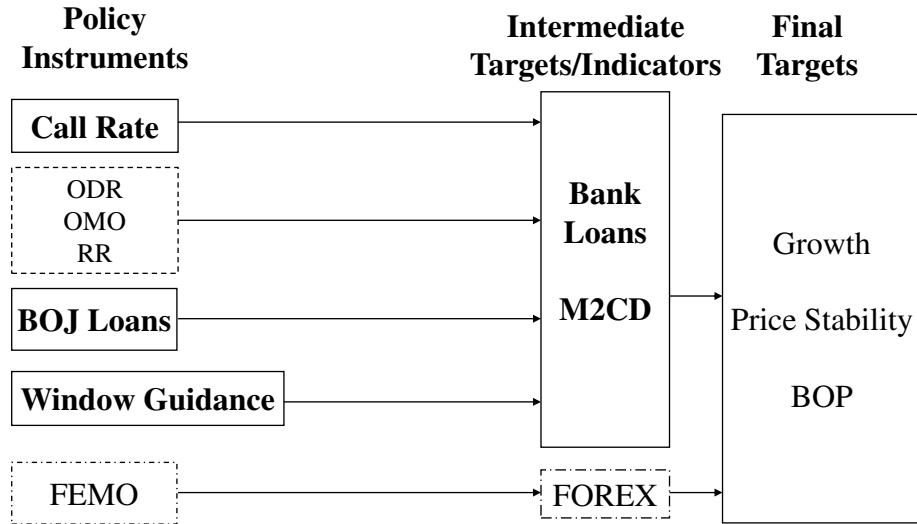 Policy
Instruments
Intermediate
Targets/Indicators
Final
Targets
Call Rate
ODR
OMO
RR
BOJ Loans
Window Guidance
FEMO
Bank
Loans
M2CD
FOREX
Growth
Price Stability
BOP